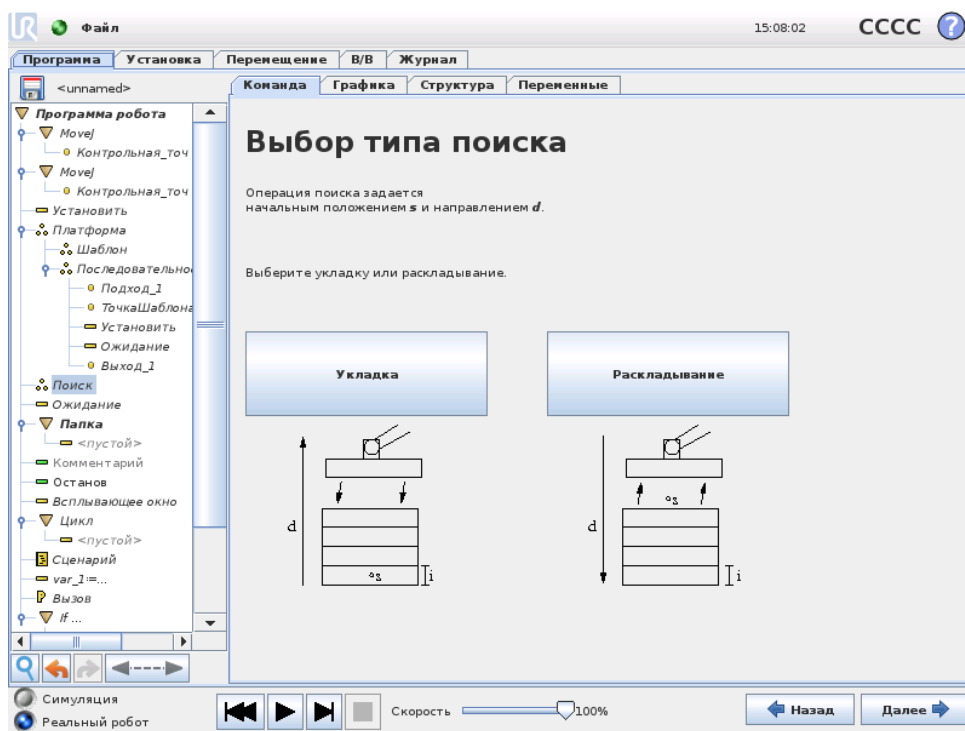 UR Файл 15:08:02 CCCC ?
Программа Установка Перемещение В/В Журнал
<unnamed>
Команда Графика Структура Переменные
Программа робота
MoveJ
Контрольная_точ
MoveJ
Контрольная_точ
Установить
Платформа
Шаблон
Последовательно
Подход_1
ТочкаШаблона
Установить
Ожидание
Выход_1
Поиск
Ожидание
Папка
<пустой>
Комментарий
Останов
Всплывающее окно
Цикл
<пустой>
Сценарий
var_1:=...
Вызов
If ...
Выбор типа поиска
Операция поиска задается
начальным положением s и направлением d.
Выберите укладку или раскладывание.
Укладка
Раскладывание
d
s
i
d
s
i
Симуляция
Реальный робот
Скорость 100%
Назад Далее